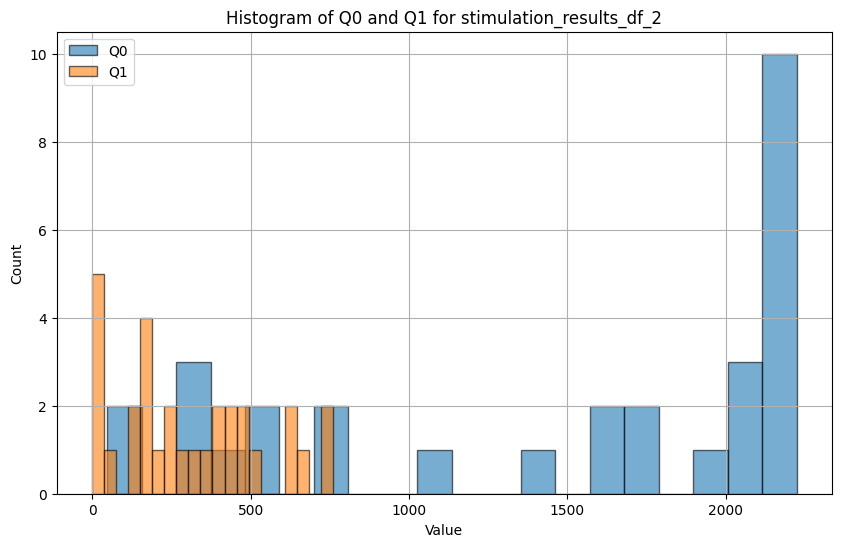 Histogram of Q0 and Q1 for stimulation_results_df_2
Q0
Q1
10
8
6
4
2
0
Count
0 500 1000 1500 2000
Value